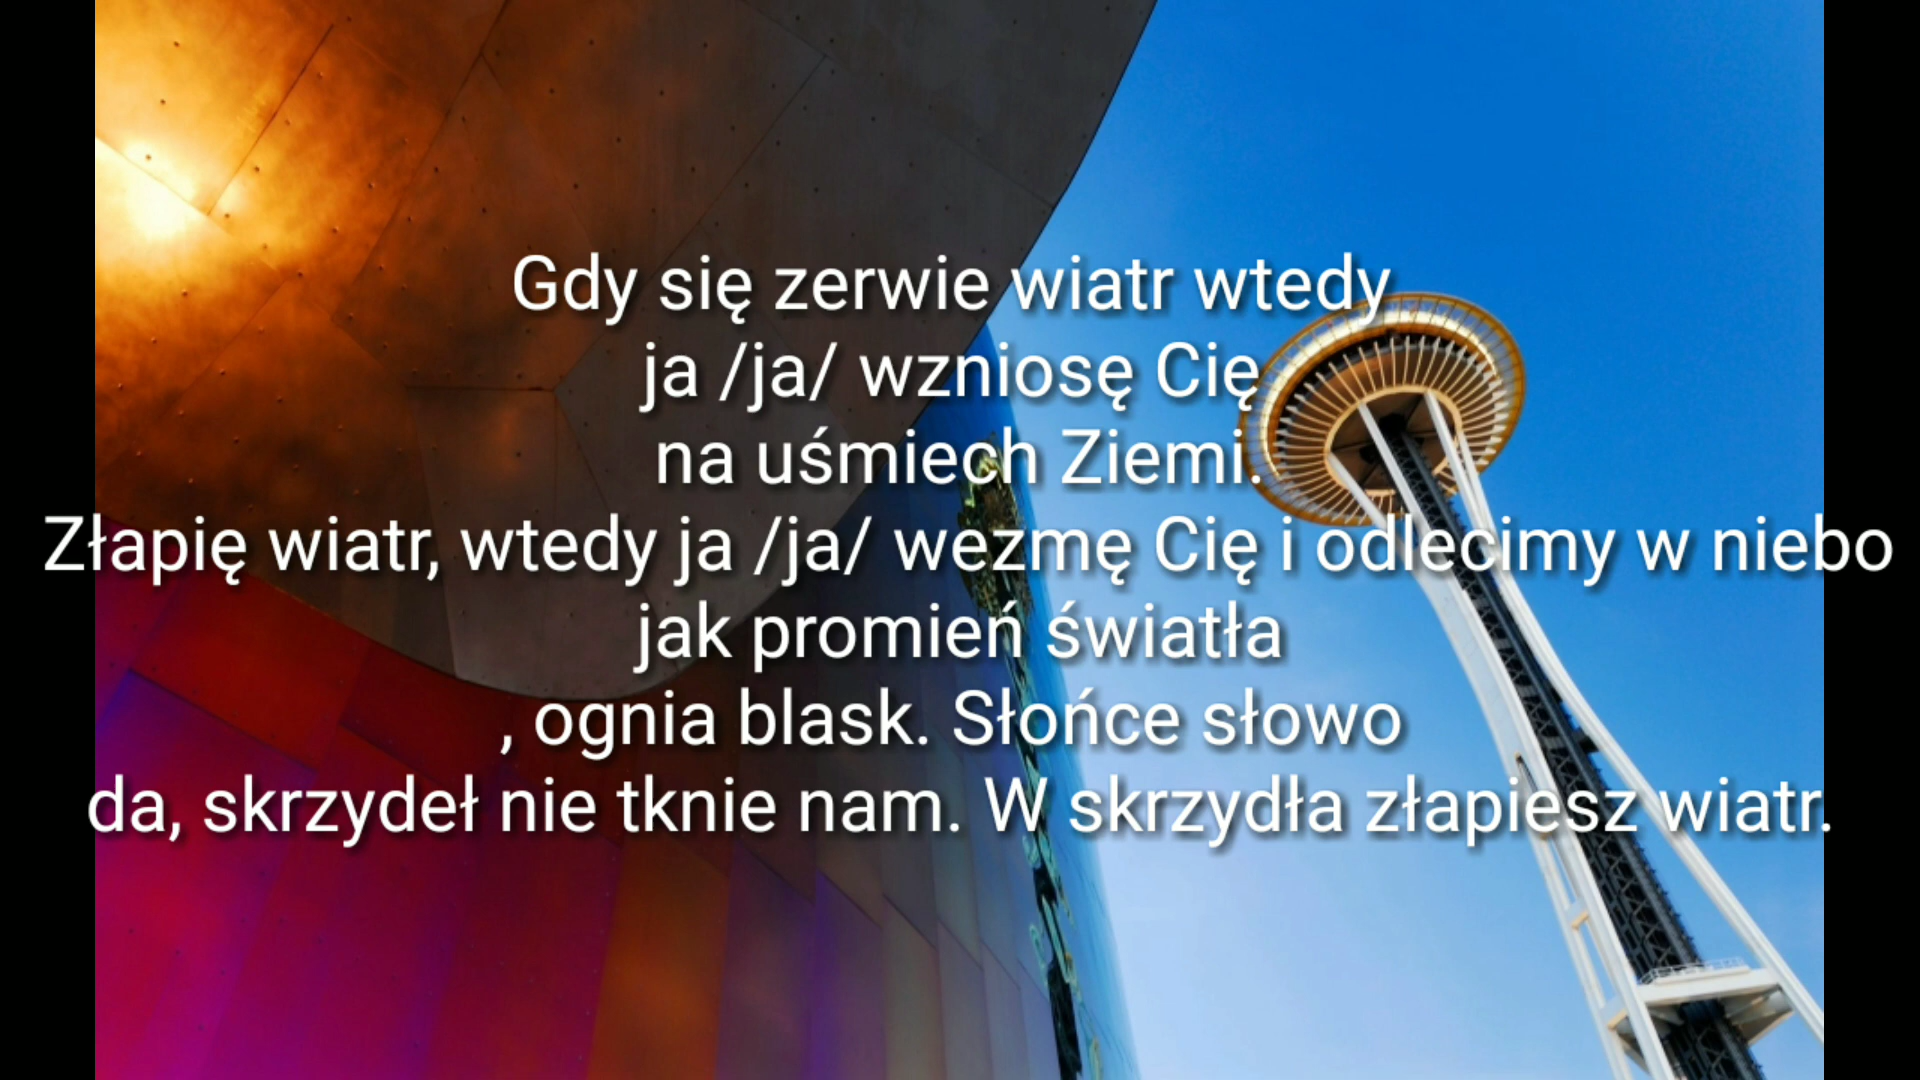 Gdy się zerwie wiatr wtedy
ja /ja/ wzniosę Cię
na uśmiech Ziemi.
Złapię wiatr, wtedy ja /ja/ wezmę Cię i odlecimy w niebo
jak promień światła
, ognia blask. Słońce słowo
da, skrzydeł nie tknie nam. W skrzydła złapiesz wiatr.